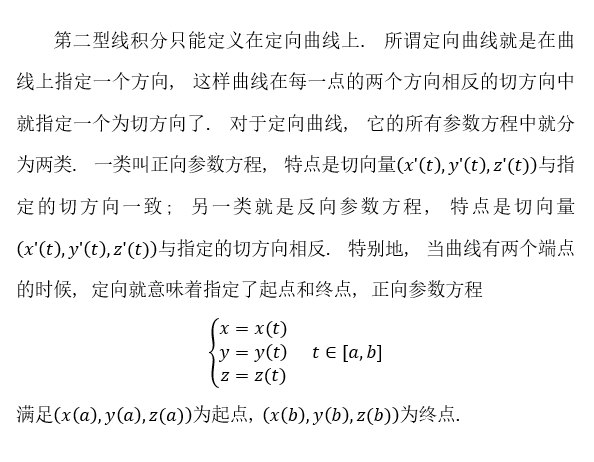 第二型线积分只能定义在定向曲线上. 所谓定向曲线就是在曲
线上指定一个方向, 这样曲线在每一点的两个方向相反的切方向中
就指定一个为切方向了. 对于定向曲线, 它的所有参数方程中就分
为两类. 一类叫正向参数方程, 特点是切向量(x'(t), y'(t), z'(t))与指
定的切方向一致; 另一类就是反向参数方程, 特点是切向量
(x'(t), y'(t), z'(t))与指定的切方向相反. 特别地, 当曲线有两个端点
的时候, 定向就意味着指定了起点和终点, 正向参数方程
x = x(t)
y = y(t) t ∈ [a, b]
z = z(t)
满足(x(a), y(a), z(a))为起点, (x(b), y(b), z(b))为终点.